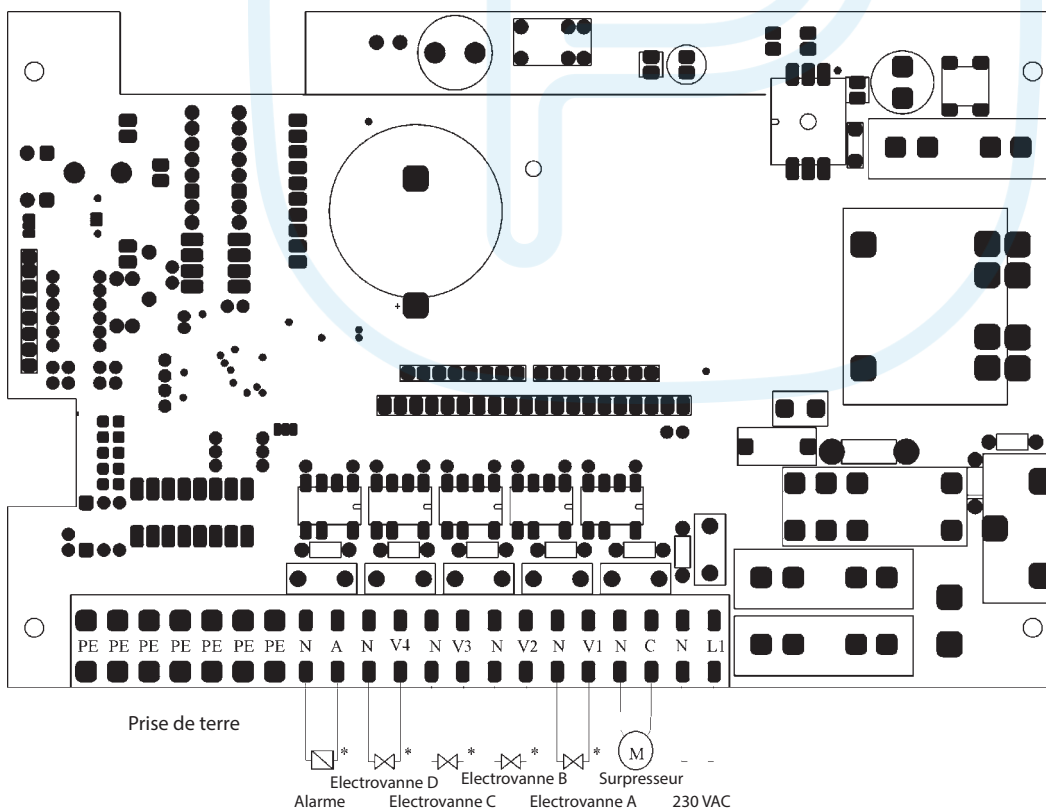 +
PE PE PE PE PE PE PE N A N V4 N V3 N V2 N V1 N C N L1
Prise de terre
* * * * *
M
Electrovanne D Electrovanne B Surpresseur
Alarme Electrovanne C Electrovanne A 230 VAC